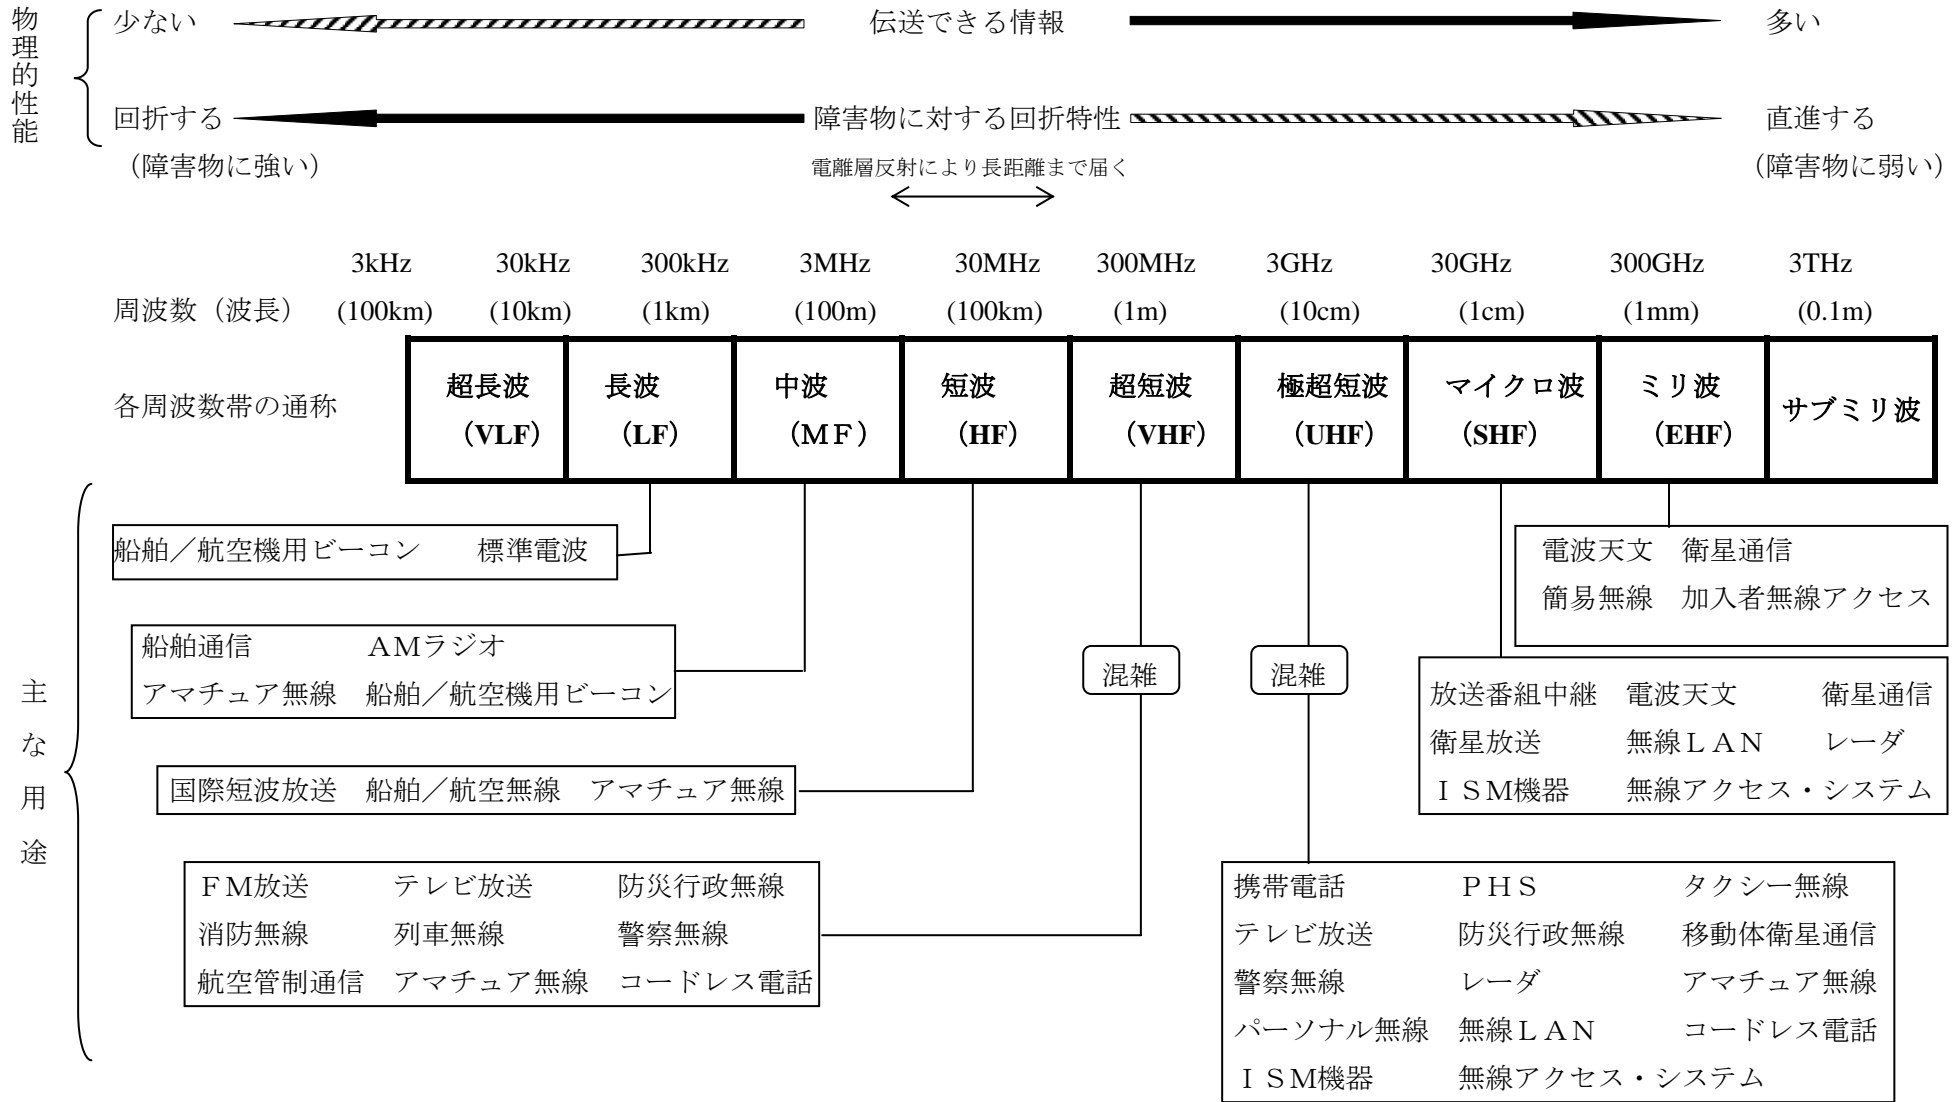 物理的性能
少ない 伝送できる情報 多い
回折する 障害物に対する回折特性 直進する
（障害物に強い） 電離層反射により長距離まで届く （障害物に弱い）
3kHz 30kHz 300kHz 3MHz 30MHz 300MHz 3GHz 30GHz 300GHz 3THz
周波数（波長） (100km) (10km) (1km) (100m) (100km) (1m) (10cm) (1cm) (1mm) (0.1m)
各周波数帯の通称
超長波
（VLF）
長波
（LF）
中波
（ＭＦ）
短波
（HF）
超短波
（VHF）
極超短波
（UHF）
マイクロ波
（SHF）
ミリ波
（EHF）
サブミリ波
主な用途
船舶／航空機用ビーコン 標準電波
船舶通信 ＡＭラジオ
アマチュア無線 船舶／航空機用ビーコン
国際短波放送 船舶／航空無線 アマチュア無線
ＦＭ放送 テレビ放送 防災行政無線
消防無線 列車無線 警察無線
航空管制通信 アマチュア無線 コードレス電話
混雑
混雑
電波天文 衛星通信
簡易無線 加入者無線アクセス
放送番組中継 電波天文 衛星通信
衛星放送 無線ＬＡＮ レーダ
ＩＳＭ機器 無線アクセス・システム
携帯電話 ＰＨＳ タクシー無線
テレビ放送 防災行政無線 移動体衛星通信
警察無線 レーダ アマチュア無線
パーソナル無線 無線ＬＡＮ コードレス電話
ＩＳＭ機器 無線アクセス・システム